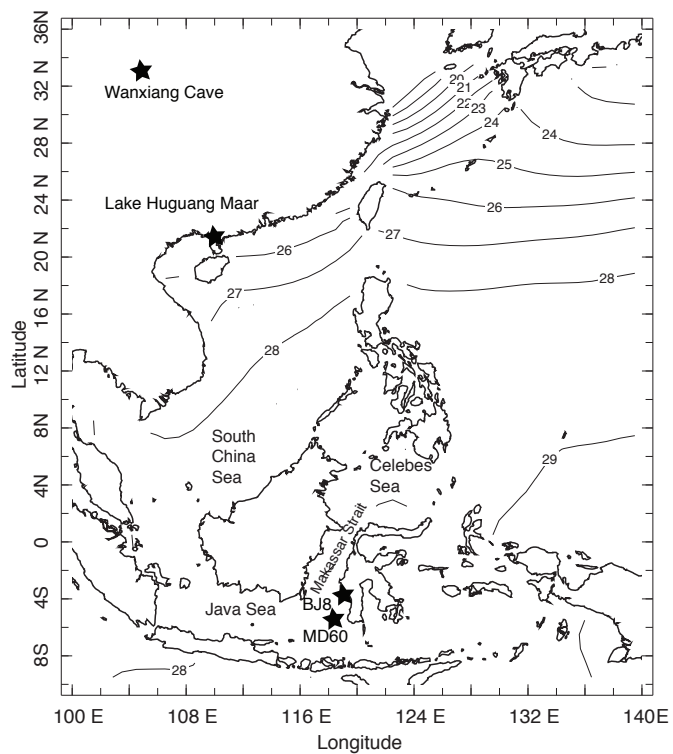 36N
32 N
28 N
24 N
20 N
16 N
12 N
8N
4N
0
4S
8S
Latitude
Wanxiang Cave
Lake Huguang Maar
20
21
22
23
24
24
25
26
26
27
27
28
28
29
South
China
Sea
Celebes
Sea
Makassar Strait
Java Sea
BJ8
MD60
28
100 E
108 E
116 E
124 E
132 E
140 E
Longitude